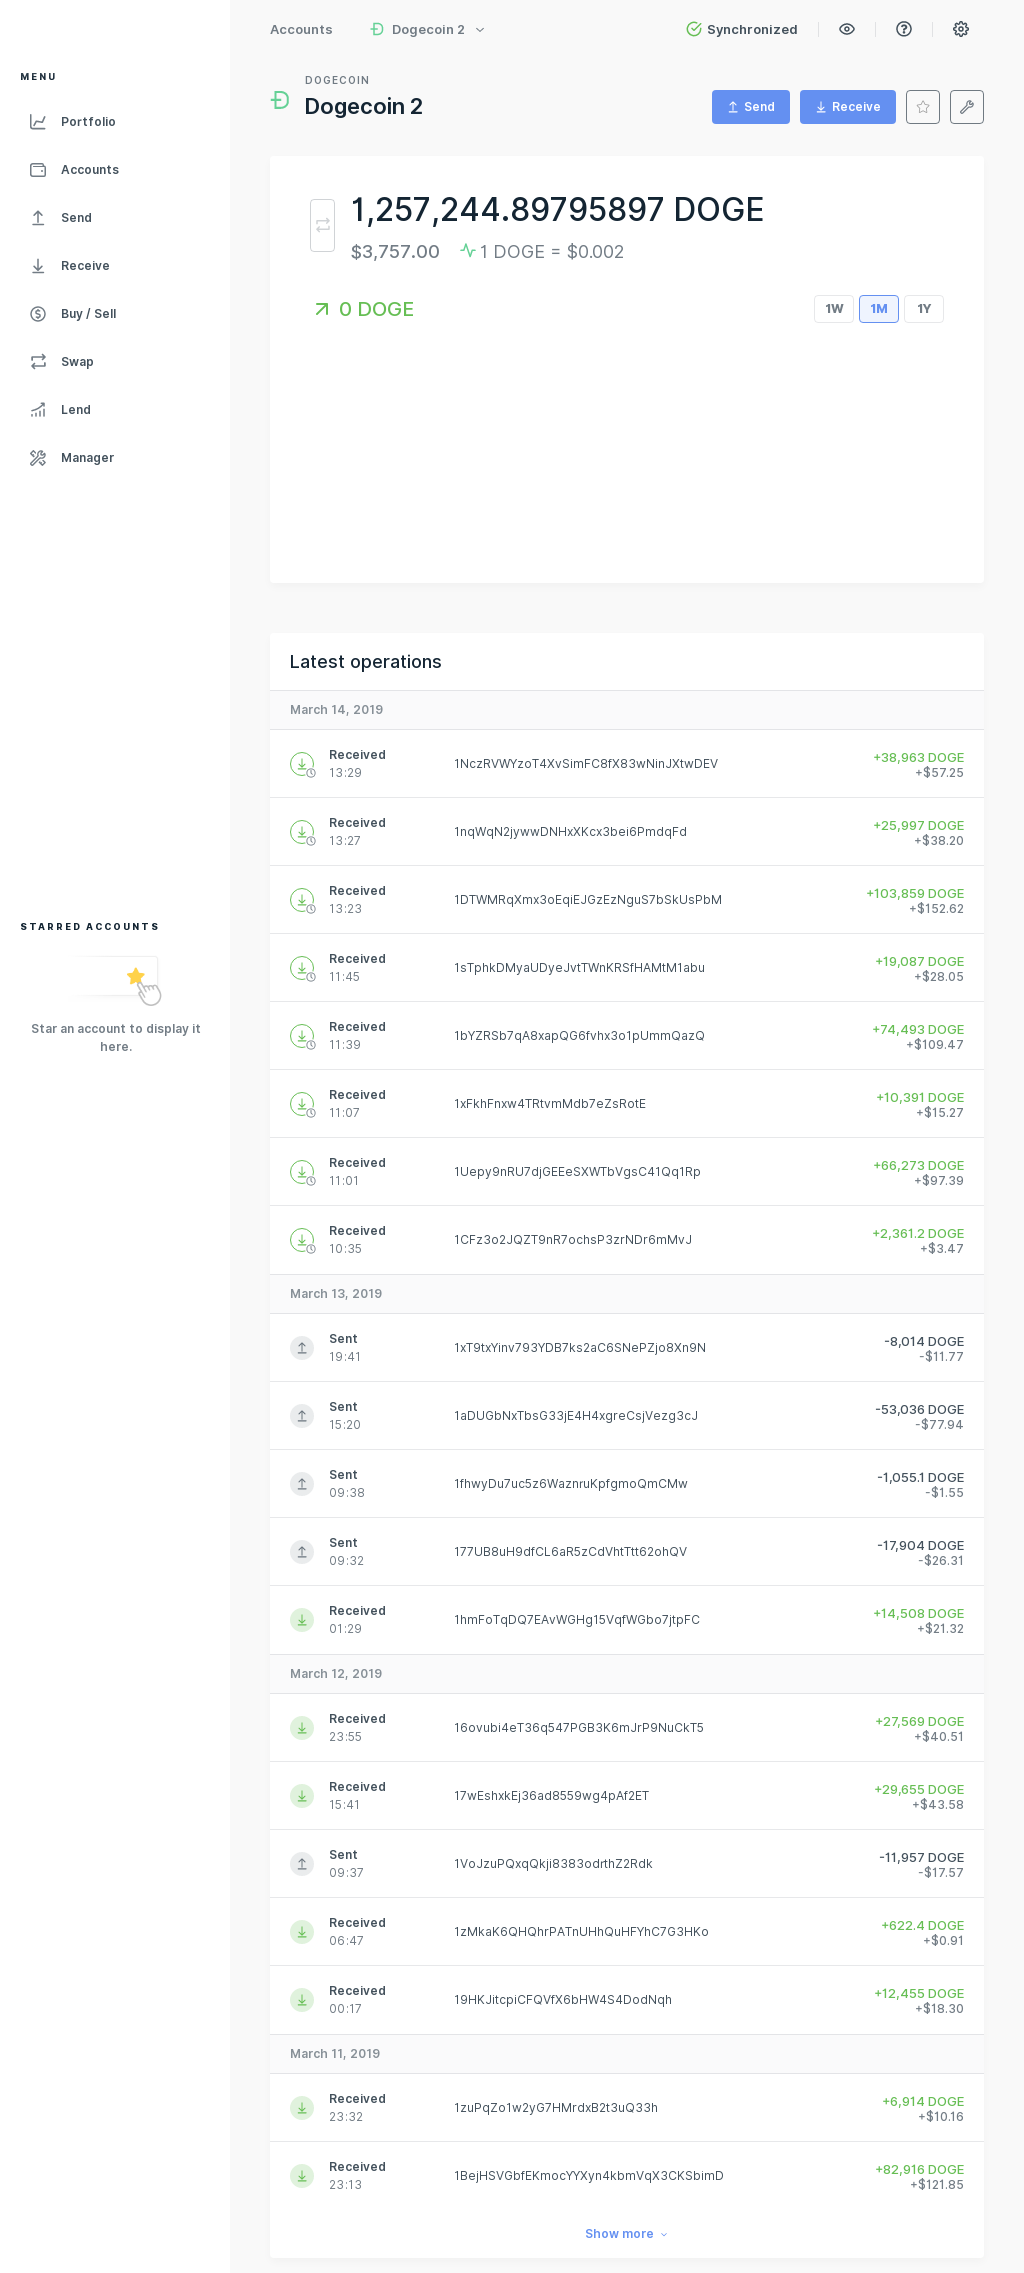 Accounts
Dogecoin 2
Synchronized
MENU
Portfolio
Accounts
Send
Receive
Buy / Sell
Swap
Lend
Manager
STARRED ACCOUNTS
Star an account to display it
here.
DOGECOIN
Dogecoin 2
Send
Receive
1,257,244.89795897 DOGE
$3,757.00
1 DOGE = $0.002
0 DOGE
1W
1M
1Y
Latest operations
March 14, 2019
Received
13:29
1NczRVWYzoT4XvSimFC8fX83wNinJXtwDEV
+38,963 DOGE
+$57.25
Received
13:27
1nqWqN2jywwDNHxXKcx3bei6PmdqFd
+25,997 DOGE
+$38.20
Received
13:23
1DTWMRqXmx3oEqiEJGzEzNguS7bSkUsPbM
+103,859 DOGE
+$152.62
Received
11:45
1sTphkDMyaUDyeJvtTWnKRSfHAMtM1abu
+19,087 DOGE
+$28.05
Received
11:39
1bYZRSb7qA8xapQG6fvhx3o1pUmmQazQ
+74,493 DOGE
+$109.47
Received
11:07
1xFkhFnxw4TRtvmMdb7eZsRotE
+10,391 DOGE
+$15.27
Received
11:01
1Uepy9nRU7djGEEeSXWTbVgsC41Qq1Rp
+66,273 DOGE
+$97.39
Received
10:35
1CFz3o2JQZT9nR7ochsP3zrNDr6mMvJ
+2,361.2 DOGE
+$3.47
March 13, 2019
Sent
19:41
1xT9txYinv793YDB7ks2aC6SNePZjo8Xn9N
-8,014 DOGE
-$11.77
Sent
15:20
1aDUGbNxTbsG33jE4H4xgreCsjVezg3cJ
-53,036 DOGE
-$77.94
Sent
09:38
1fhwyDu7uc5z6WaznruKpfgmoQmCMw
-1,055.1 DOGE
-$1.55
Sent
09:32
177UB8uH9dfCL6aR5zCdVhtTtt62ohQV
-17,904 DOGE
-$26.31
Received
01:29
1hmFoTqDQ7EAvWGHg15VqfWGbo7jtpFC
+14,508 DOGE
+$21.32
March 12, 2019
Received
23:55
16ovubi4eT36q547PGB3K6mJrP9NuCkT5
+27,569 DOGE
+$40.51
Received
15:41
17wEshxkEj36ad8559wg4pAf2ET
+29,655 DOGE
+$43.58
Sent
09:37
1VoJzuPQxqQkji8383odrthZ2Rdk
-11,957 DOGE
-$17.57
Received
06:47
1zMkaK6QHQhrPATnUHhQuHFYhC7G3HKo
+622.4 DOGE
+$0.91
Received
00:17
19HKJitcpiCFQVfX6bHW4S4DodNqh
+12,455 DOGE
+$18.30
March 11, 2019
Received
23:32
1zuPqZo1w2yG7HMrdxB2t3uQ33h
+6,914 DOGE
+$10.16
Received
23:13
1BejHSVGbfEKmocYYXyn4kbmVqX3CKSbimD
+82,916 DOGE
+$121.85
Show more